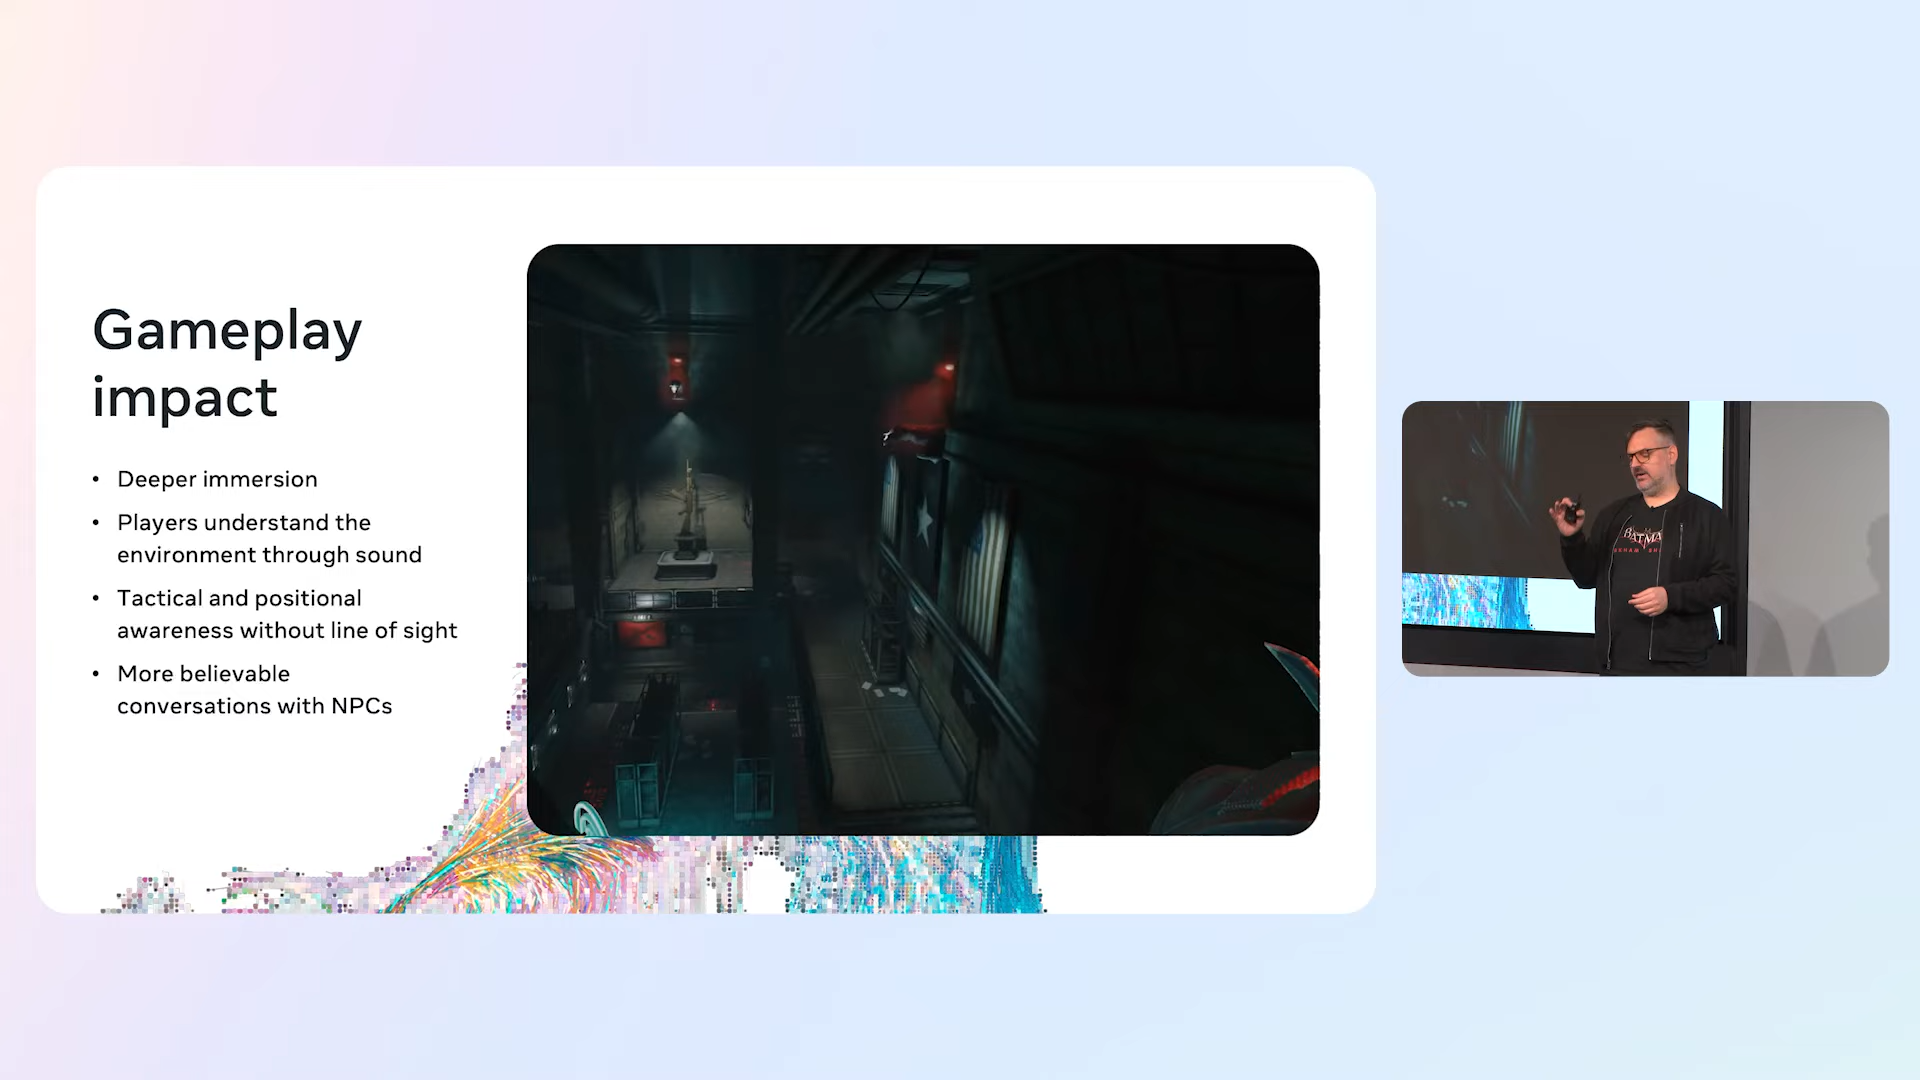 Gameplay
impact
• Deeper immersion
• Players understand the
environment through sound
• Tactical and positional
awareness without line of sight
• More believable
conversations with NPCs
BATMA